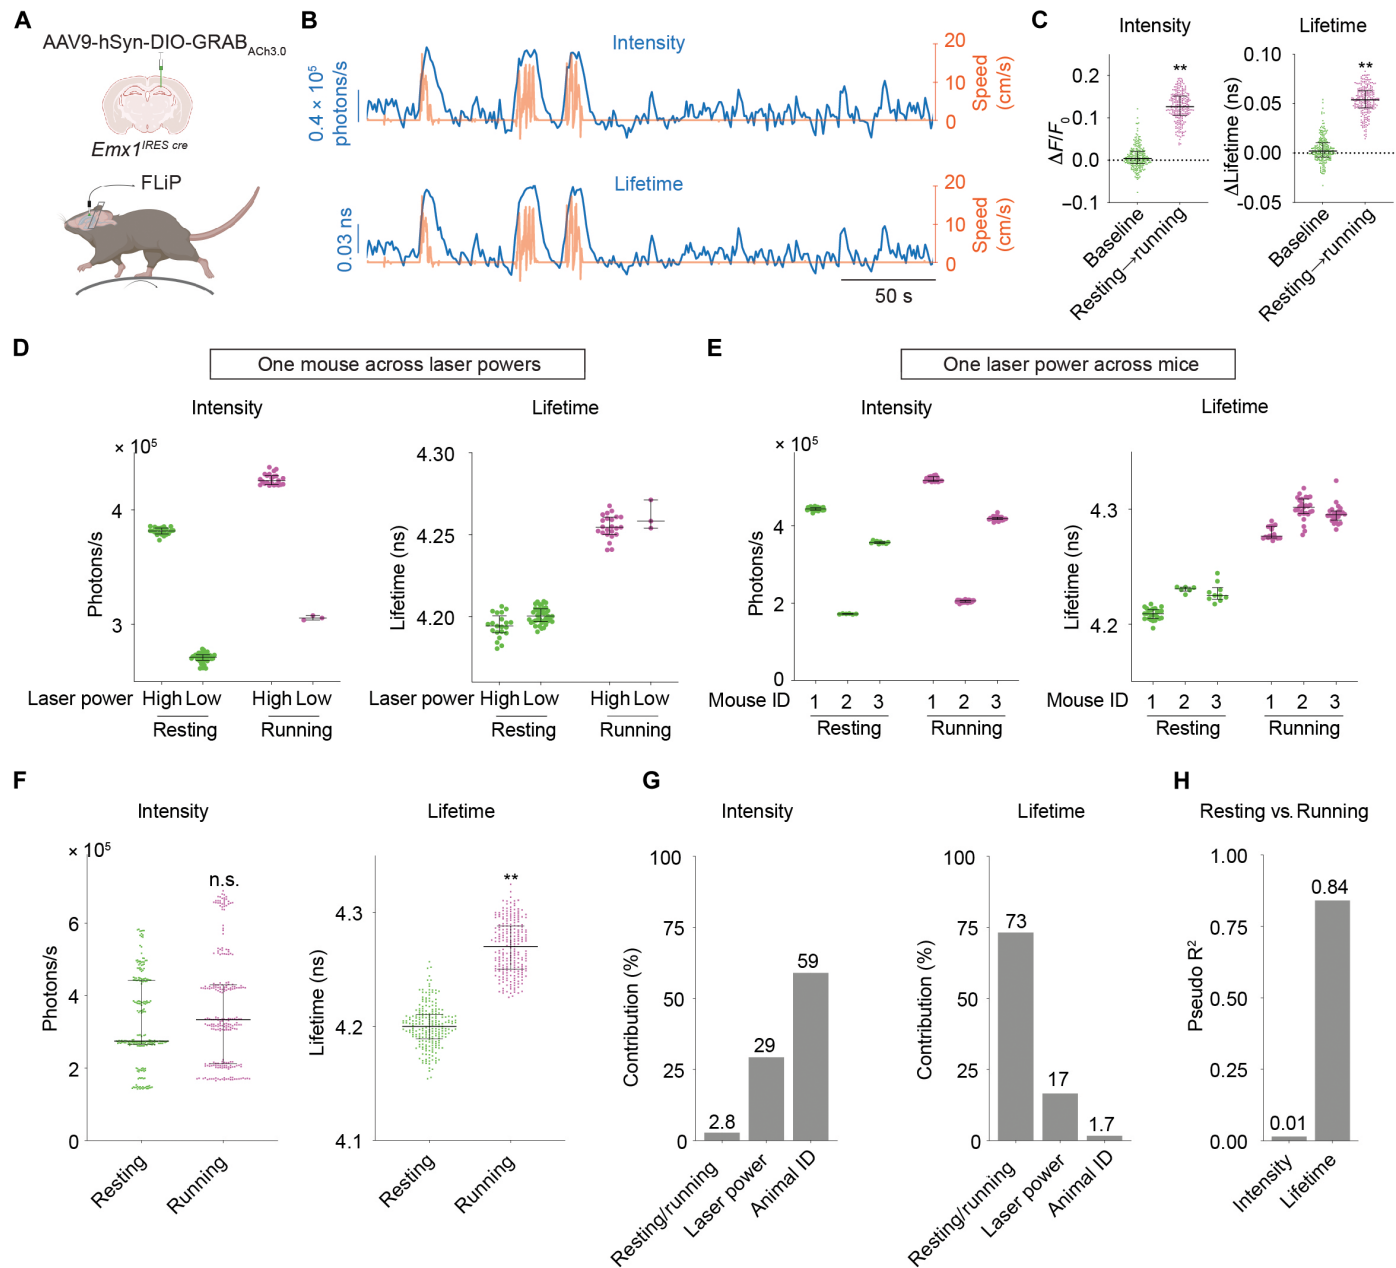 A
AAV9-hSyn-DIO-GRAB_ACh3.0
Emx1^IRES cre
FLiP
B
Intensity
0.4 × 10⁵
photons/s
20
10
0
Speed
(cm/s)
Lifetime
0.03 ns
20
10
0
Speed
(cm/s)
50 s
C
Intensity
Lifetime
ΔF/F₀
0.2
0.1
0.0
−0.1
**
Baseline
Resting→running
ΔLifetime (ns)
0.10
0.05
0.00
-0.05
**
Baseline
Resting→running
D
One mouse across laser powers
Intensity
Lifetime
× 10⁵
Photons/s
4
3
Laser power High Low High Low
Resting Running
Lifetime (ns)
4.30
4.25
4.20
Laser power High Low High Low
Resting Running
E
One laser power across mice
Intensity
Lifetime
× 10⁵
Photons/s
4
2
0
Mouse ID 1 2 3 1 2 3
Resting Running
Lifetime (ns)
4.3
4.2
Mouse ID 1 2 3 1 2 3
Resting Running
F
Intensity
Lifetime
× 10⁵
Photons/s
6
4
2
0
n.s.
Resting
Running
Lifetime (ns)
4.3
4.2
4.1
**
Resting
Running
G
Intensity
Lifetime
Contribution (%)
100
75
50
25
0
2.8
29
59
Resting/running
Laser power
Animal ID
Contribution (%)
100
75
50
25
0
73
17
1.7
Resting/running
Laser power
Animal ID
H
Resting vs. Running
Pseudo R²
1.00
0.75
0.50
0.25
0.00
0.01
0.84
Intensity
Lifetime